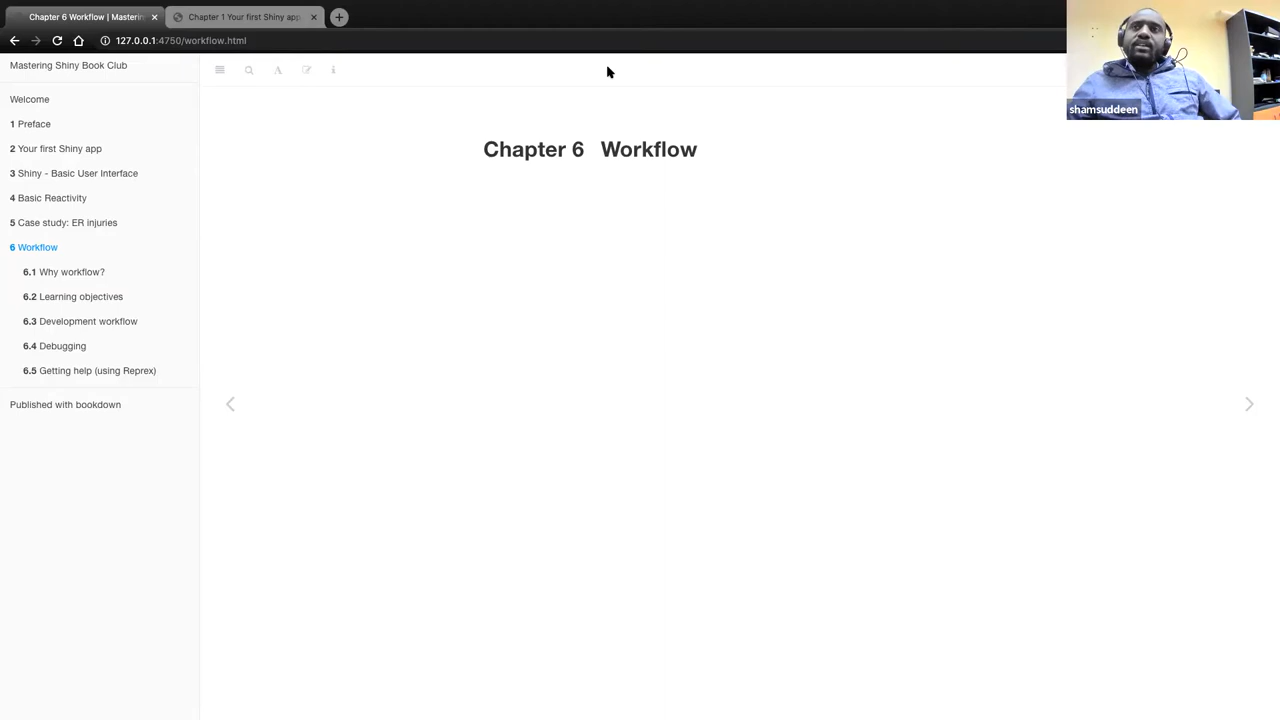 Chapter 6 Workflow | Masterin
Chapter 1 Your first Shiny app
127.0.0.1:4750/workflow.html
shamsuddeen
Mastering Shiny Book Club
Welcome
1 Preface
2 Your first Shiny app
3 Shiny - Basic User Interface
4 Basic Reactivity
5 Case study: ER injuries
6 Workflow
6.1 Why workflow?
6.2 Learning objectives
6.3 Development workflow
6.4 Debugging
6.5 Getting help (using Reprex)
Published with bookdown
Chapter 6 Workflow